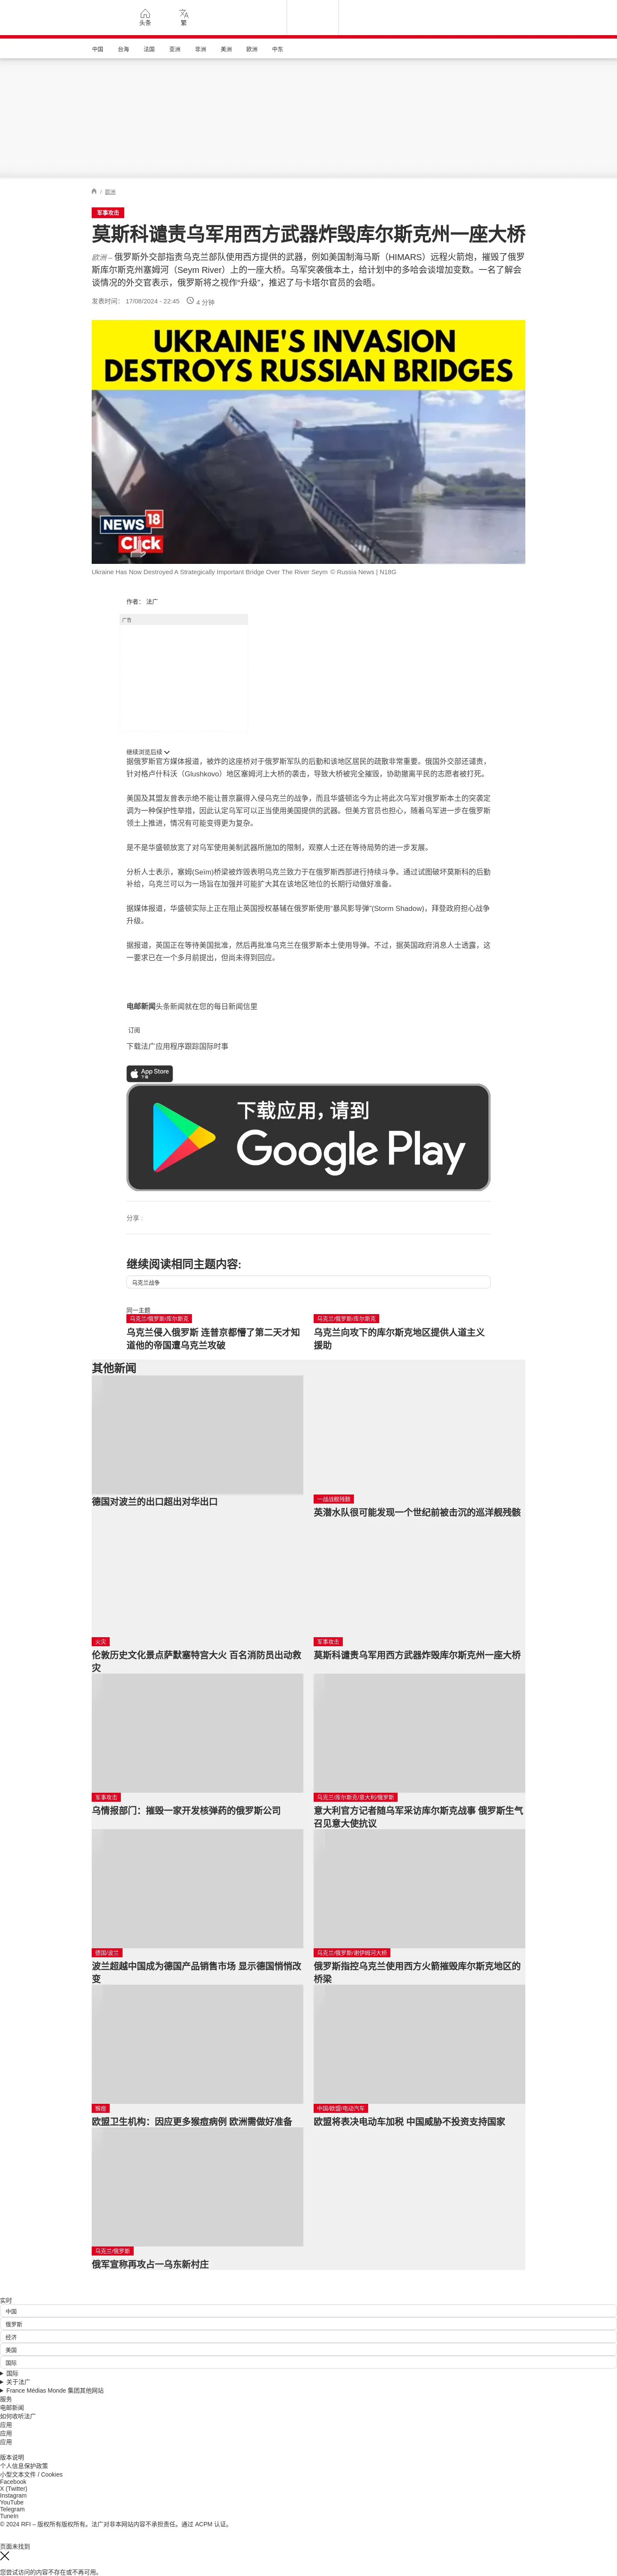 头条
繁
中国
台海
法国
亚洲
非洲
美洲
欧洲
中东
/ 欧洲
军事攻击
莫斯科谴责乌军用西方武器炸毁库尔斯克州一座大桥
欧洲 – 俄罗斯外交部指责乌克兰部队使用西方提供的武器，例如美国制海马斯（HIMARS）远程火箭炮，摧毁了俄罗
斯库尔斯克州塞姆河（Seym River）上的一座大桥。乌军突袭俄本土，给计划中的多哈会谈增加变数。一名了解会
谈情况的外交官表示，俄罗斯将之视作“升级”，推迟了与卡塔尔官员的会晤。
发表时间： 17/08/2024 - 22:45
4 分钟
UKRAINE'S INVASION
DESTROYS RUSSIAN BRIDGES
NEWS 18
Click
Ukraine Has Now Destroyed A Strategically Important Bridge Over The River Seym © Russia News | N18G
作者： 法广
广告
继续浏览后续
据俄罗斯官方媒体报道，被炸的这座桥对于俄罗斯军队的后勤和该地区居民的疏散非常重要。俄国外交部还谴责，
针对格卢什科沃（Glushkovo）地区塞姆河上大桥的袭击，导致大桥被完全摧毁，协助撤离平民的志愿者被打死。
美国及其盟友曾表示绝不能让普京赢得入侵乌克兰的战争，而且华盛顿迄今为止将此次乌军对俄罗斯本土的突袭定
调为一种保护性举措，因此认定乌军可以正当使用美国提供的武器。但美方官员也担心，随着乌军进一步在俄罗斯
领土上推进，情况有可能变得更为复杂。
是不是华盛顿放宽了对乌军使用美制武器所施加的限制，观察人士还在等待局势的进一步发展。
分析人士表示，塞姆(Seim)桥梁被炸毁表明乌克兰致力于在俄罗斯西部进行持续斗争。通过试图破坏莫斯科的后勤
补给，乌克兰可以为一场旨在加强并可能扩大其在该地区地位的长期行动做好准备。
据媒体报道，华盛顿实际上正在阻止英国授权基辅在俄罗斯使用“暴风影导弹”(Storm Shadow)，拜登政府担心战争
升级。
据报道，英国正在等待美国批准，然后再批准乌克兰在俄罗斯本土使用导弹。不过，据英国政府消息人士透露，这
一要求已在一个多月前提出，但尚未得到回应。
电邮新闻头条新闻就在您的每日新闻信里
订阅
下载法广应用程序跟踪国际时事
App Store
下载
下载应用，请到
Google Play
分享 :
继续阅读相同主题内容:
乌克兰战争
同一主题
乌克兰/俄罗斯/库尔斯克
乌克兰侵入俄罗斯 连普京都懵了第二天才知
道他的帝国遭乌克兰攻破
乌克兰/俄罗斯/库尔斯克
乌克兰向攻下的库尔斯克地区提供人道主义
援助
其他新闻
德国对波兰的出口超出对华出口
一战战舰残骸
英潜水队很可能发现一个世纪前被击沉的巡洋舰残骸
火灾
伦敦历史文化景点萨默塞特宫大火 百名消防员出动救
灾
军事攻击
莫斯科谴责乌军用西方武器炸毁库尔斯克州一座大桥
军事攻击
乌情报部门：摧毁一家开发核弹药的俄罗斯公司
乌克兰/库尔斯克/意大利/俄罗斯
意大利官方记者随乌军采访库尔斯克战事 俄罗斯生气
召见意大使抗议
德国/波兰
波兰超越中国成为德国产品销售市场 显示德国悄悄改
变
乌克兰/俄罗斯/谢伊姆河大桥
俄罗斯指控乌克兰使用西方火箭摧毁库尔斯克地区的
桥梁
猴痘
欧盟卫生机构：因应更多猴痘病例 欧洲需做好准备
中国/欧盟/电动汽车
欧盟将表决电动车加税 中国威胁不投资支持国家
乌克兰/俄罗斯
俄军宣称再攻占一乌东新村庄
实时
中国
俄罗斯
经济
美国
国际
国际
关于法广
France Médias Monde 集团其他网站
服务
电邮新闻
如何收听法广
应用
应用
应用
版本说明
个人信息保护政策
小型文本文件 / Cookies
Facebook
X (Twitter)
Instagram
YouTube
Telegram
TuneIn
© 2024 RFI – 版权所有版权所有。法广对非本网站内容不承担责任。通过 ACPM 认证。
页面未找到
您尝试访问的内容不存在或不再可用。